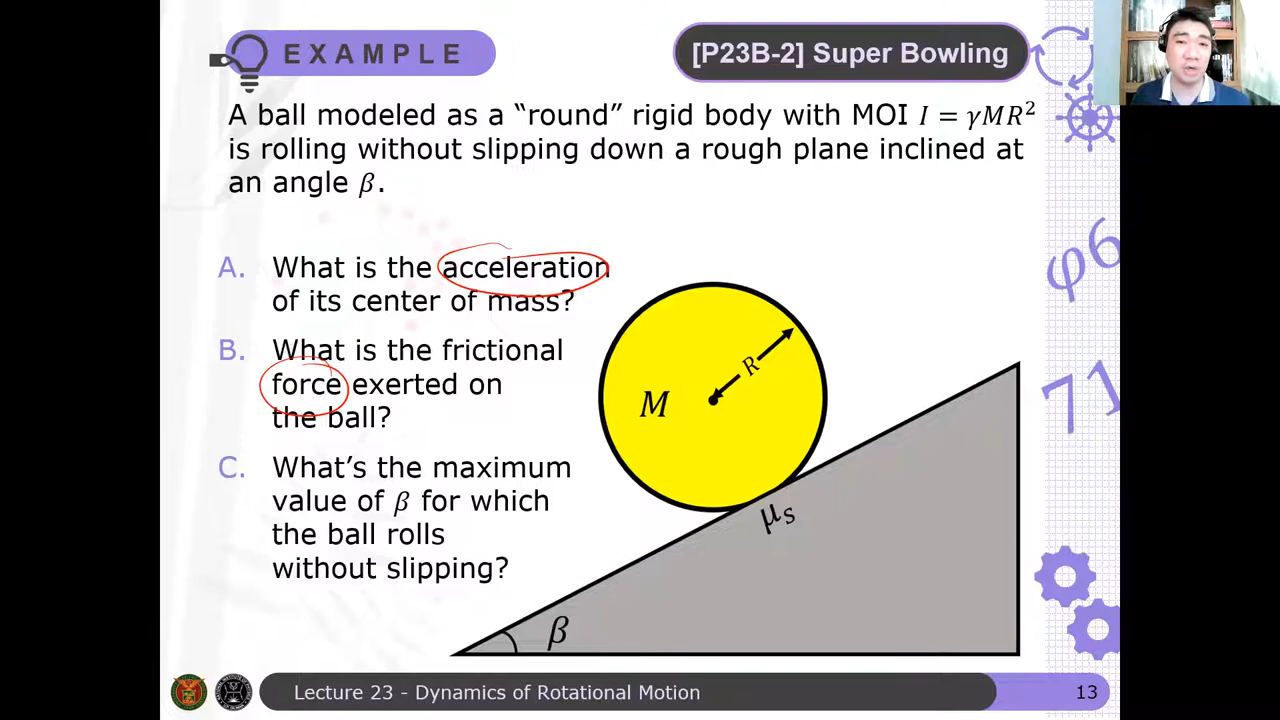 EXAMPLE
[P23B-2] Super Bowling
A ball modeled as a “round” rigid body with MOI I = γMR²
is rolling without slipping down a rough plane inclined at
an angle β.
A. What is the acceleration
of its center of mass?
B. What is the frictional
force exerted on
the ball?
C. What’s the maximum
value of β for which
the ball rolls
without slipping?
R
M
μs
β
φ6
71
Lecture 23 - Dynamics of Rotational Motion
13